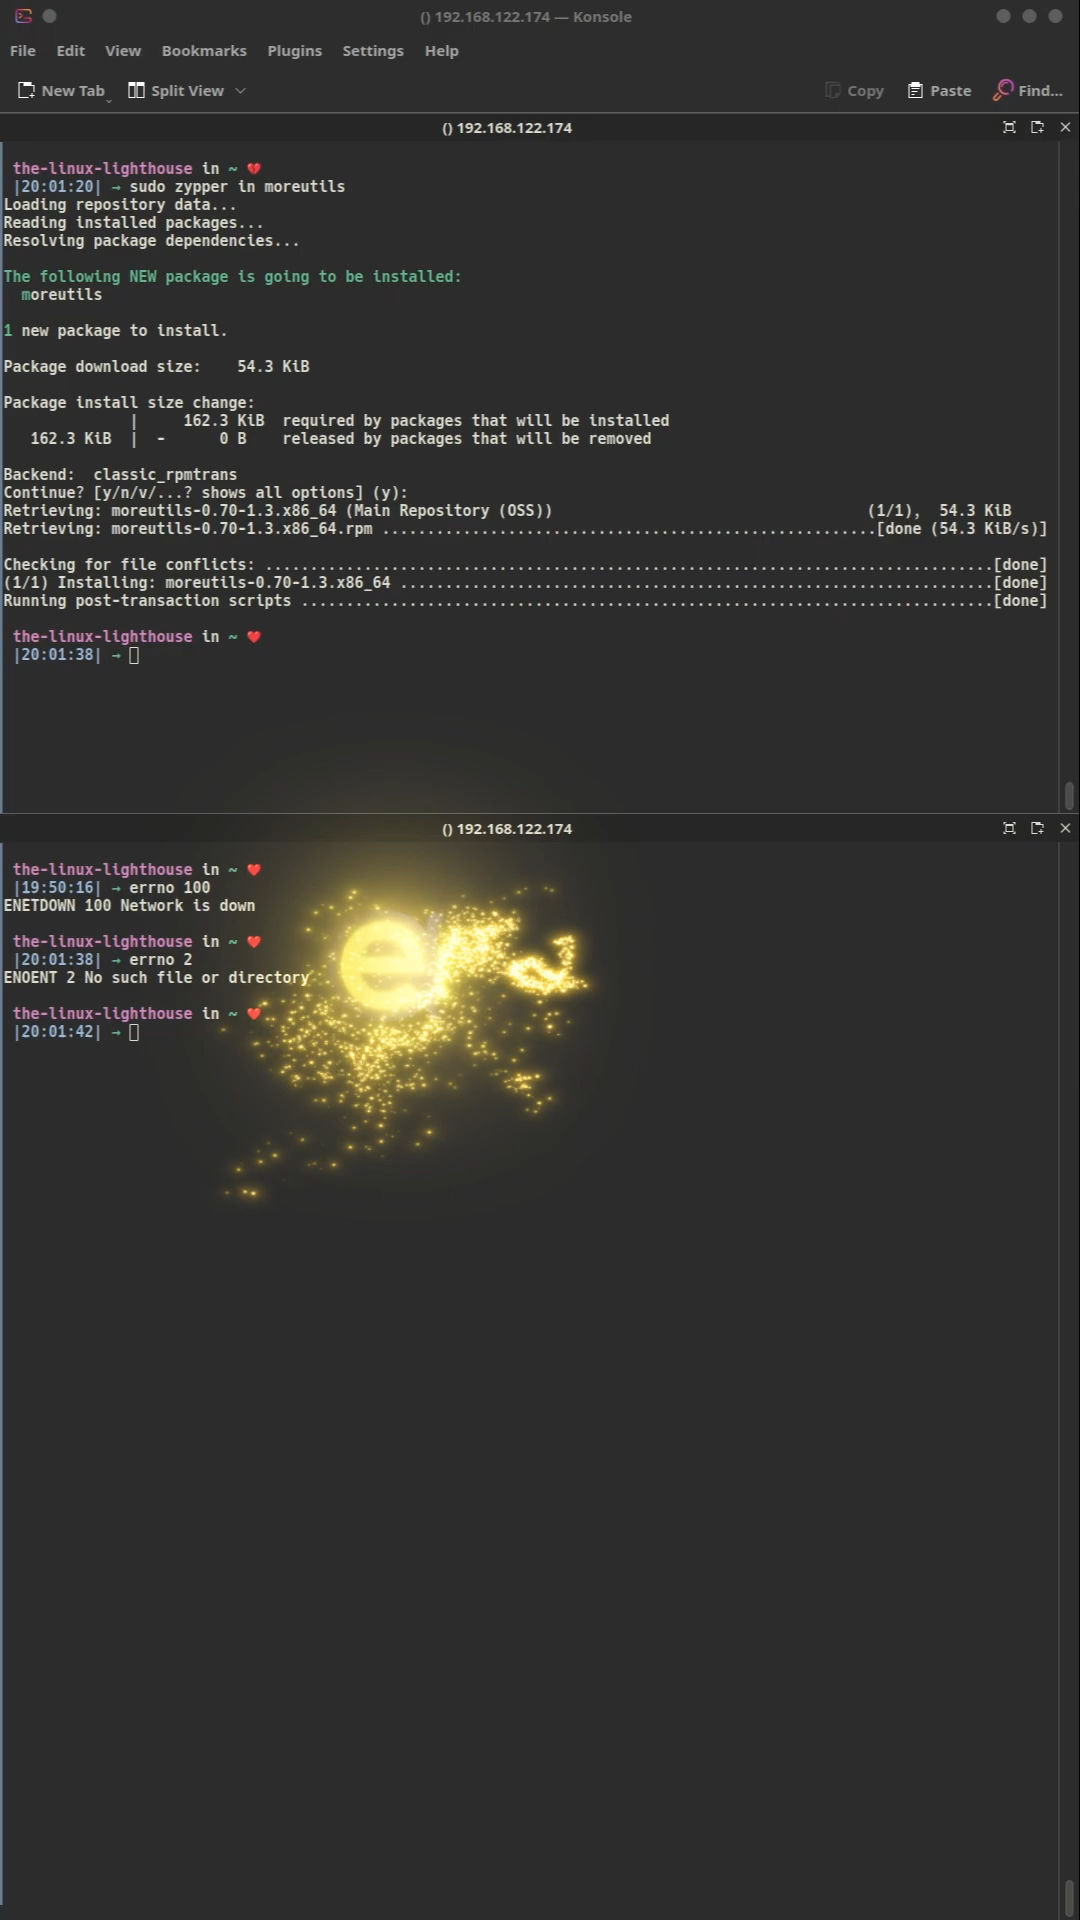 () 192.168.122.174 — Konsole
File Edit View Bookmarks Plugins Settings Help
New Tab Split View Copy Paste Find...
() 192.168.122.174
the-linux-lighthouse in ~ 💔
|20:01:20| → sudo zypper in moreutils
Loading repository data...
Reading installed packages...
Resolving package dependencies...
The following NEW package is going to be installed:
moreutils
1 new package to install.
Package download size:    54.3 KiB
Package install size change:
|     162.3 KiB  required by packages that will be installed
162.3 KiB  |  -      0 B    released by packages that will be removed
Backend:  classic_rpmtrans
Continue? [y/n/v/...? shows all options] (y):
Retrieving: moreutils-0.70-1.3.x86_64 (Main Repository (OSS)) (1/1),  54.3 KiB
Retrieving: moreutils-0.70-1.3.x86_64.rpm .......................................................[done (54.3 KiB/s)]
Checking for file conflicts: .................................................................................[done]
(1/1) Installing: moreutils-0.70-1.3.x86_64 ..................................................................[done]
Running post-transaction scripts .............................................................................[done]
the-linux-lighthouse in ~ ❤️
|20:01:38| →
() 192.168.122.174
the-linux-lighthouse in ~ ❤️
|19:50:16| → errno 100
ENETDOWN 100 Network is down
the-linux-lighthouse in ~ ❤️
|20:01:38| → errno 2
ENOENT 2 No such file or directory
the-linux-lighthouse in ~ ❤️
|20:01:42| →
e